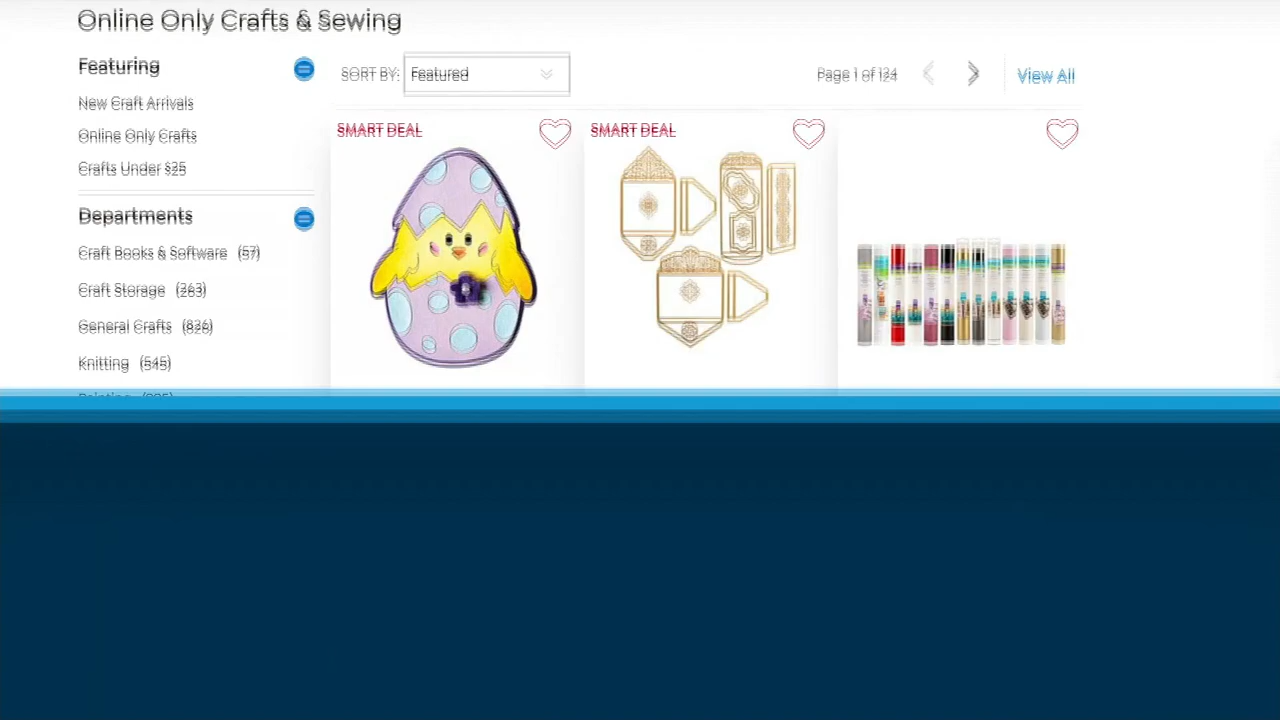 Online Only Crafts & Sewing
Featuring
New Craft Arrivals
Online Only Crafts
Crafts Under $25
Departments
Craft Books & Software (57)
Craft Storage (263)
General Crafts (826)
Knitting (545)
SORT BY: Featured
Page 1 of 124
View All
SMART DEAL
SMART DEAL